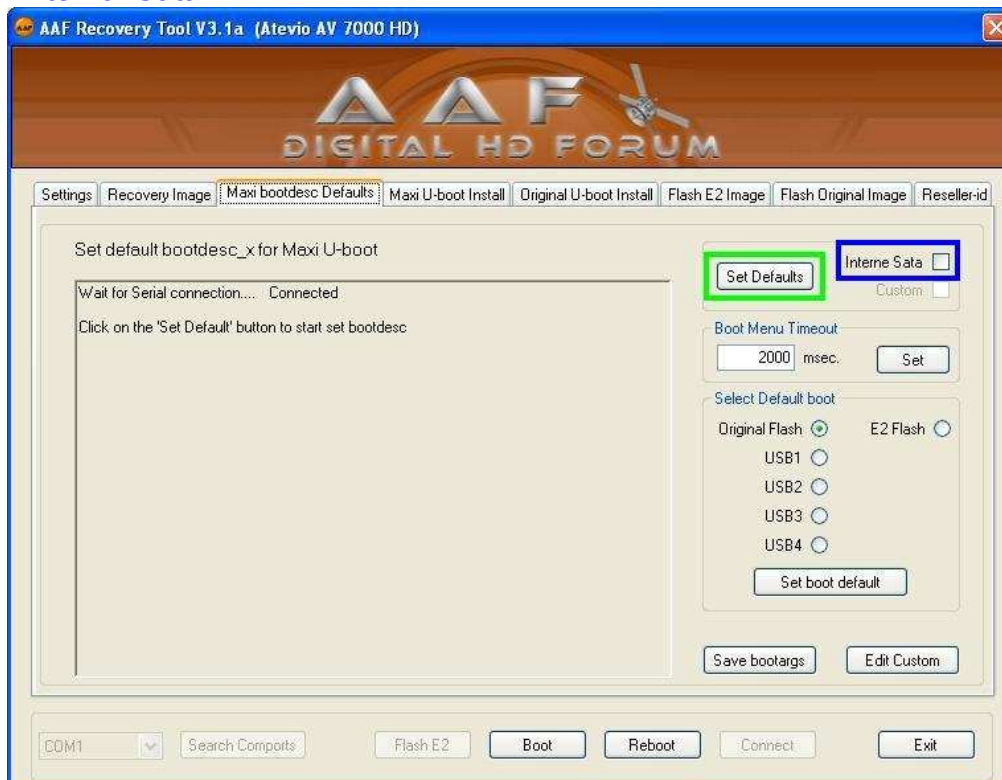 AAF Recovery Tool V3.1a (Atevio AV 7000 HD)
AAF
DIGITAL HD FORUM
Settings Recovery Image Maxi bootdesc Defaults Maxi U-boot Install Original U-boot Install Flash E2 Image Flash Original Image Reseller-id
Set default bootdesc_x for Maxi U-boot
Wait for Serial connection.... Connected
Click on the 'Set Default' button to start set bootdesc
Set Defaults
Interne Sata
Custom
Boot Menu Timeout
2000 msec. Set
Select Default boot
Original Flash E2 Flash
USB1
USB2
USB3
USB4
Set boot default
Save bootargs Edit Custom
COM1 Search Comports Flash E2 Boot Reboot Connect Exit